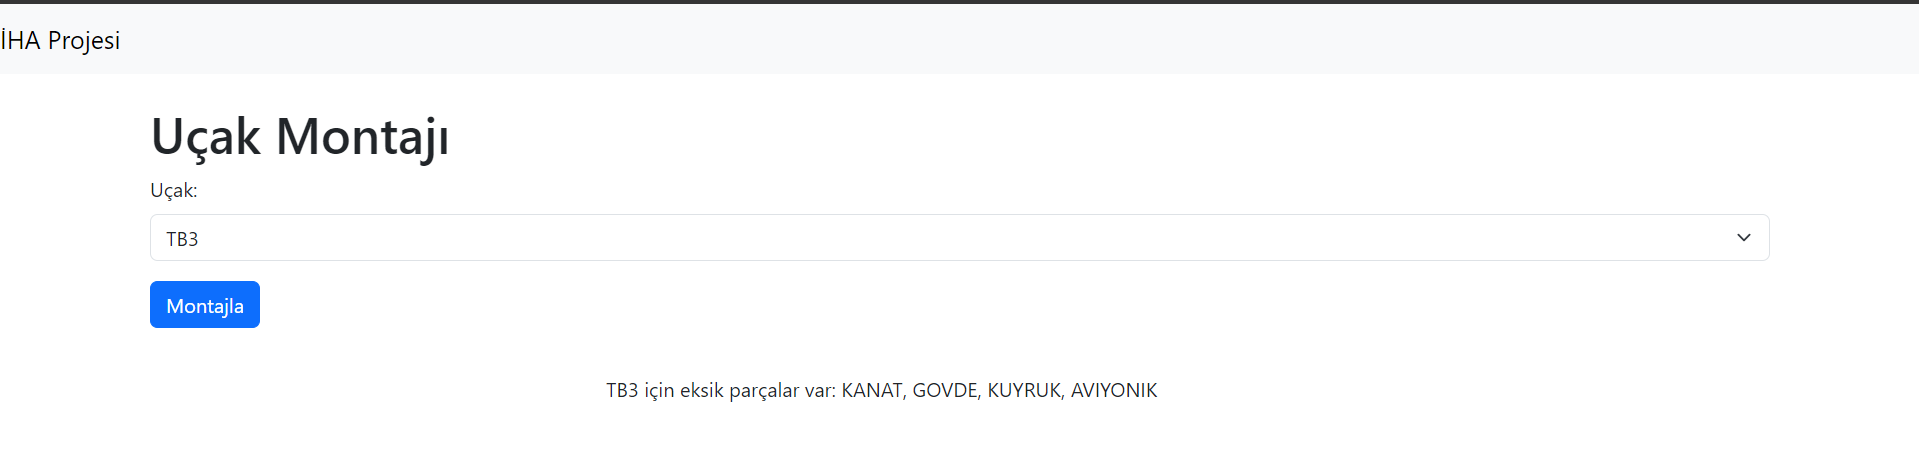 İHA Projesi
Uçak Montajı
Uçak:
TB3
Montajla
TB3 için eksik parçalar var: KANAT, GOVDE, KUYRUK, AVIYONIK